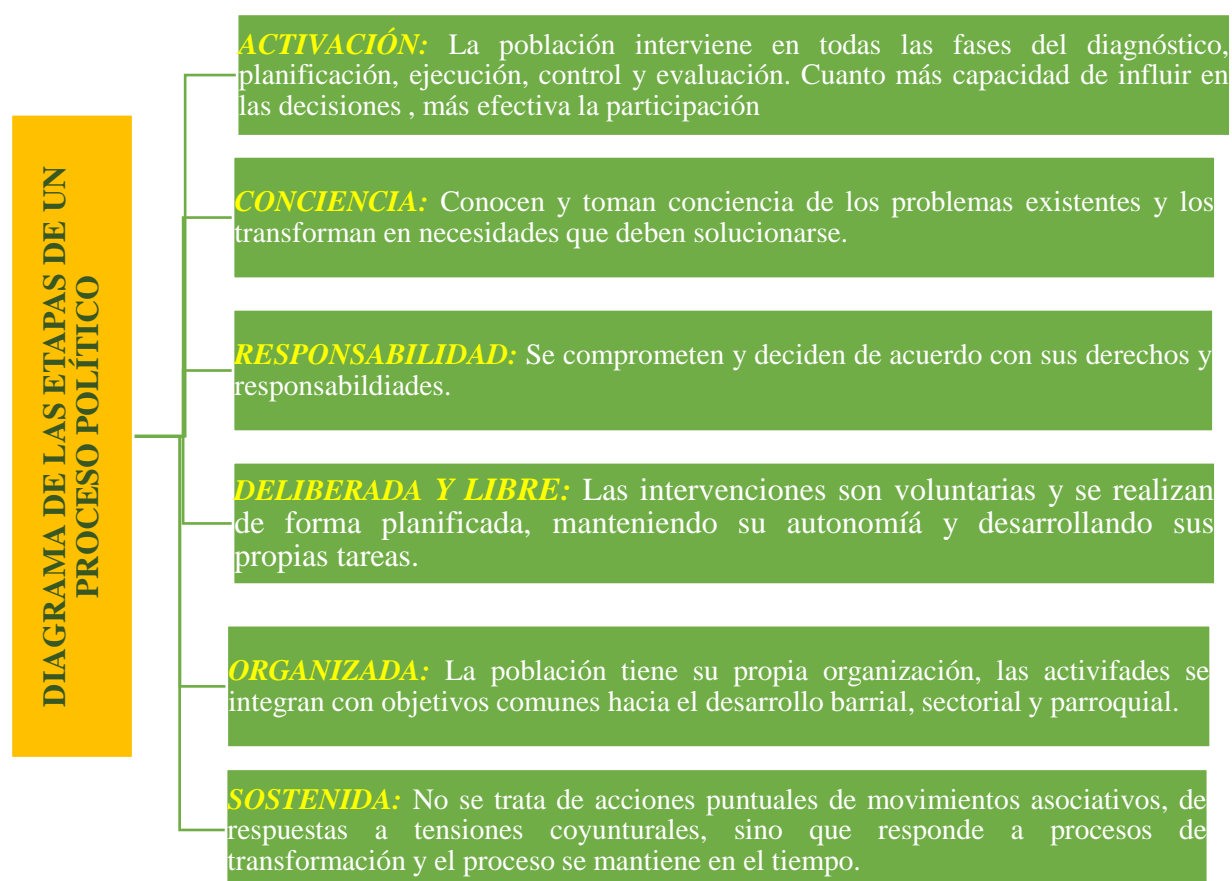 DIAGRAMA DE LAS ETAPAS DE UN
PROCESO POLÍTICO
ACTIVACIÓN: La población interviene en todas las fases del diagnóstico,
planificación, ejecución, control y evaluación. Cuanto más capacidad de influir en
las decisiones , más efectiva la participación
CONCIENCIA: Conocen y toman conciencia de los problemas existentes y los
transforman en necesidades que deben solucionarse.
RESPONSABILIDAD: Se comprometen y deciden de acuerdo con sus derechos y
responsabildiades.
DELIBERADA Y LIBRE: Las intervenciones son voluntarias y se realizan
de forma planificada, manteniendo su autonomíá y desarrollando sus
propias tareas.
ORGANIZADA: La población tiene su propia organización, las activifades se
integran con objetivos comunes hacia el desarrollo barrial, sectorial y parroquial.
SOSTENIDA: No se trata de acciones puntuales de movimientos asociativos, de
respuestas a tensiones coyunturales, sino que responde a procesos de
transformación y el proceso se mantiene en el tiempo.